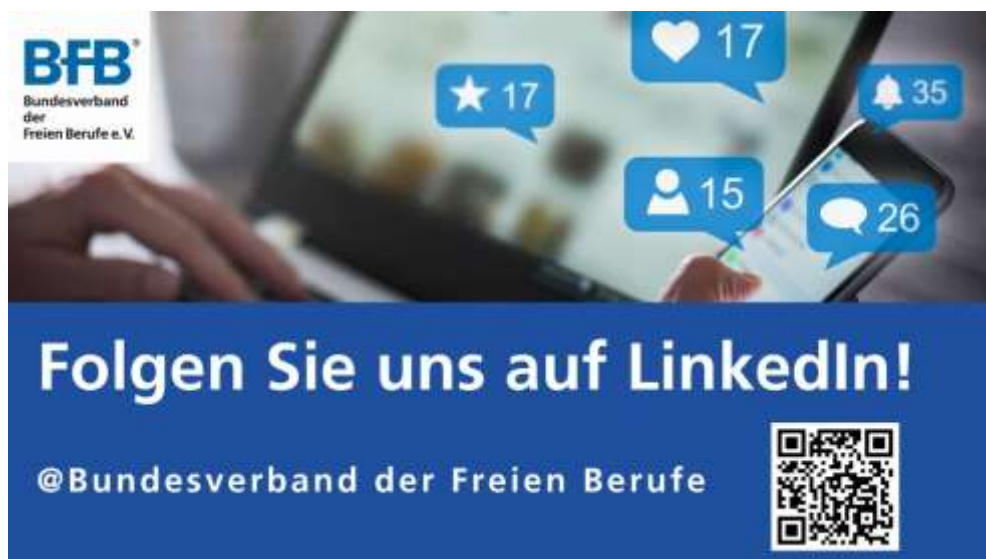 BFB
Bundesverband
der
Freien Berufe e. V.
17
17
35
15
26
Folgen Sie uns auf LinkedIn!
@Bundesverband der Freien Berufe